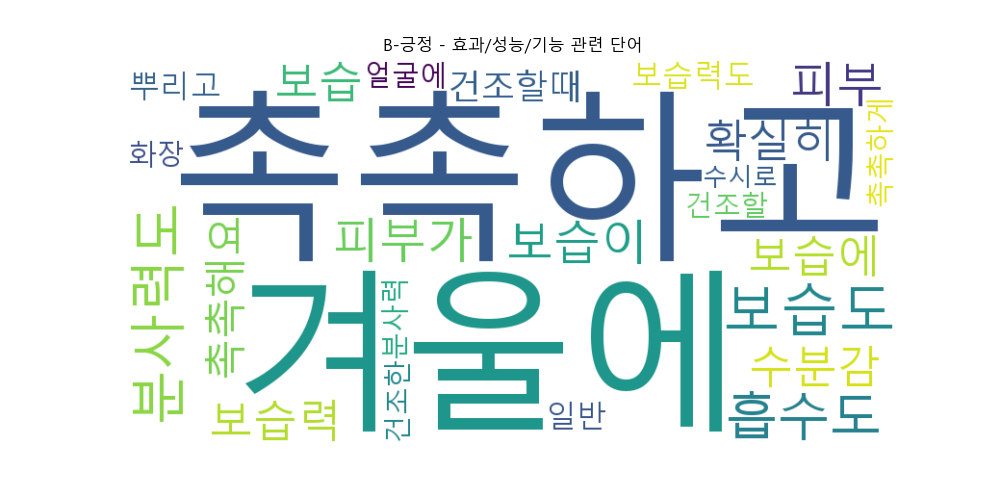 B-긍정 - 효과/성능/기능 관련 단어
뿌리고
보습
얼굴에
건조할때
보습력도
피부
화장
촉촉하고
확실히
촉촉하게
수시로
건조할
분사력도
촉촉해여
피부가
보습이
보습에
겨울에
분사력
건조한
보습도
수분감
보습력
일반
흡수도